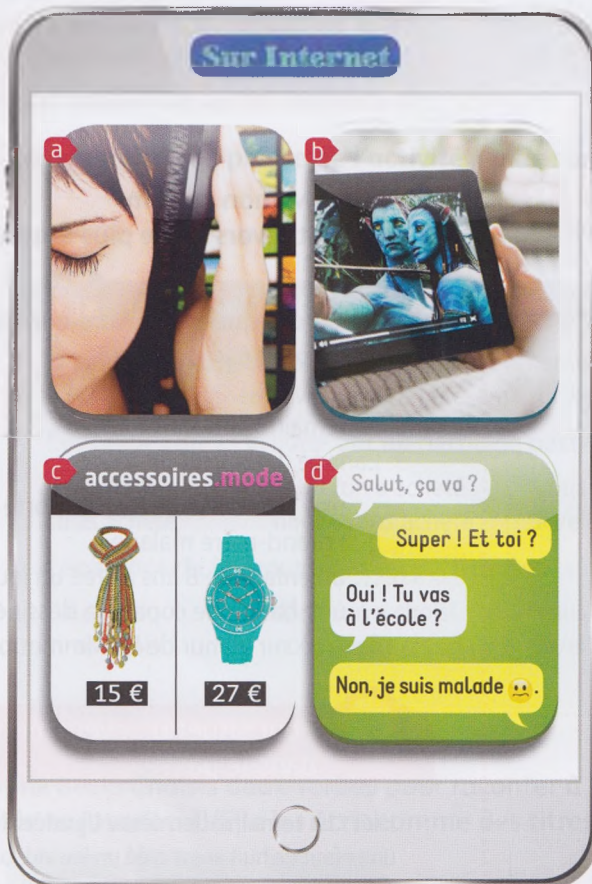 Sur Internet
a
b
c
accessoires.mode
15 €
27 €
d
Salut, ça va ?
Super ! Et toi ?
Oui ! Tu vas
à l'école ?
Non, je suis malade